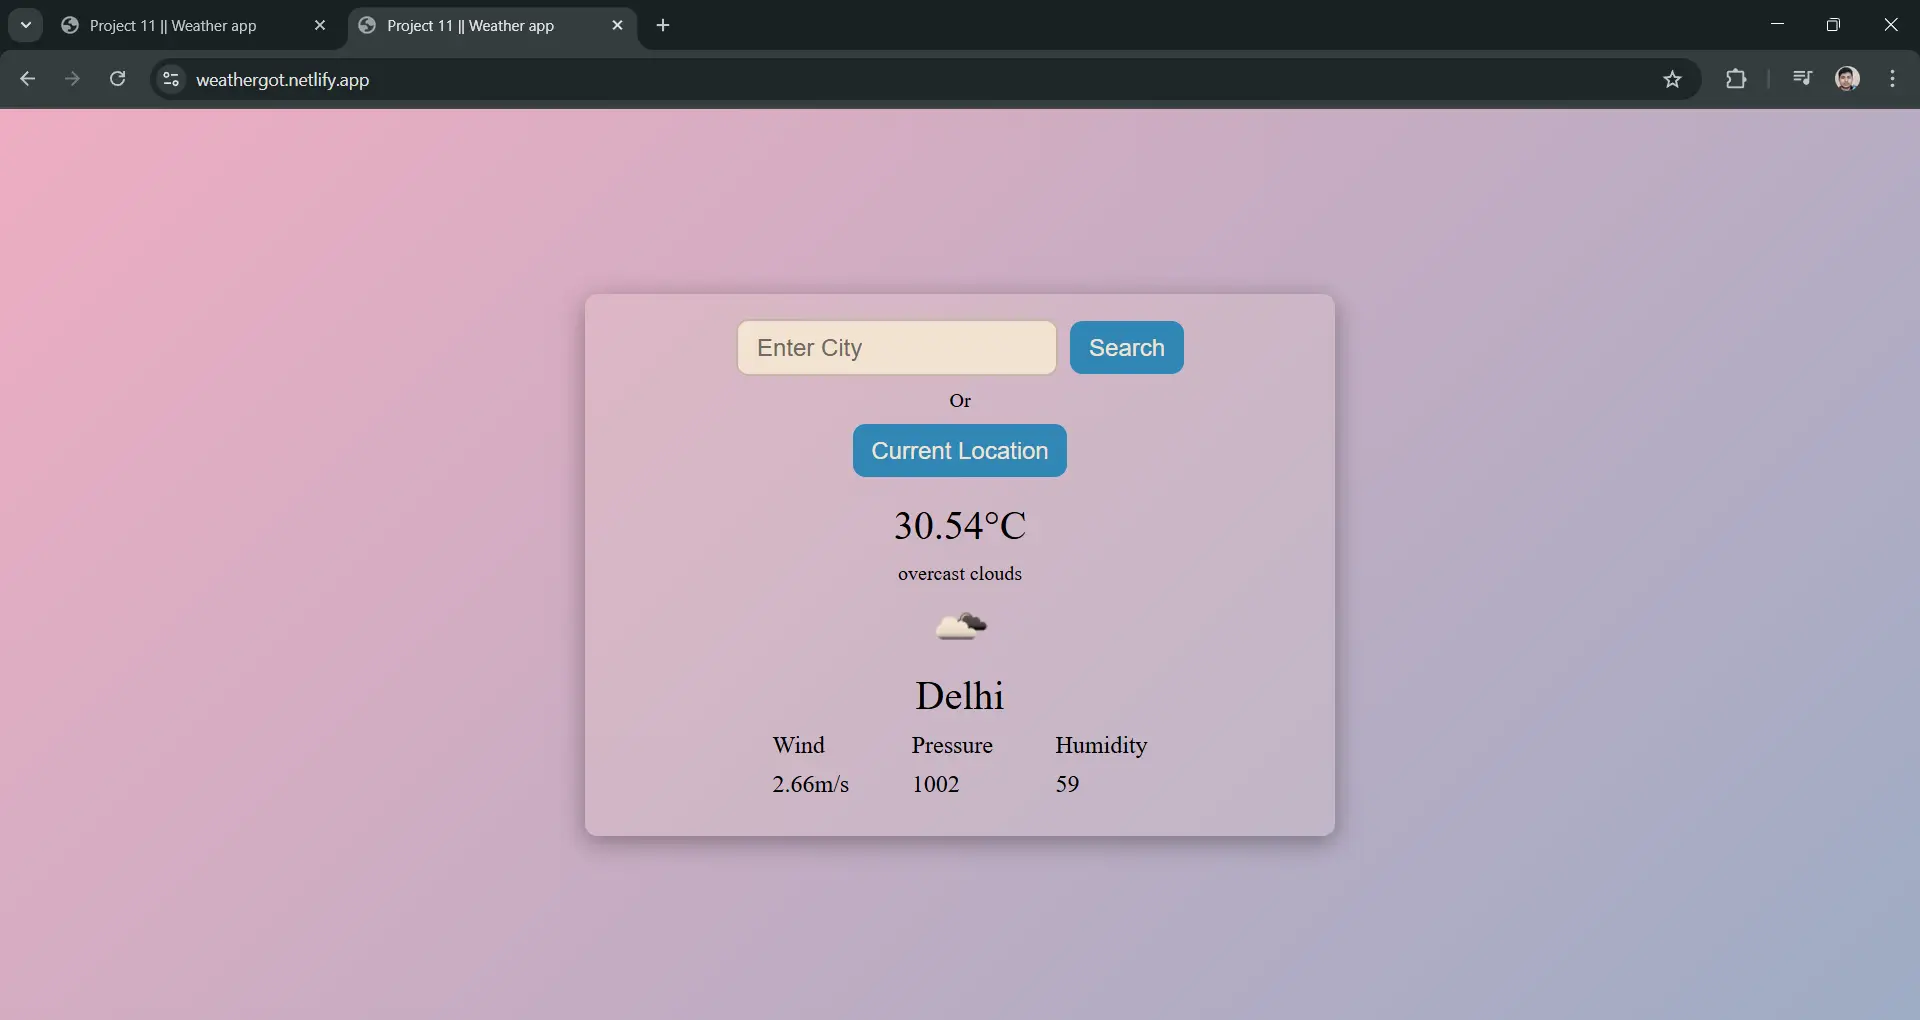 Project 11 || Weather app
Project 11 || Weather app
weathergot.netlify.app
Enter City
Search
Or
Current Location
30.54°C
overcast clouds
Delhi
Wind Pressure Humidity
2.66m/s 1002 59